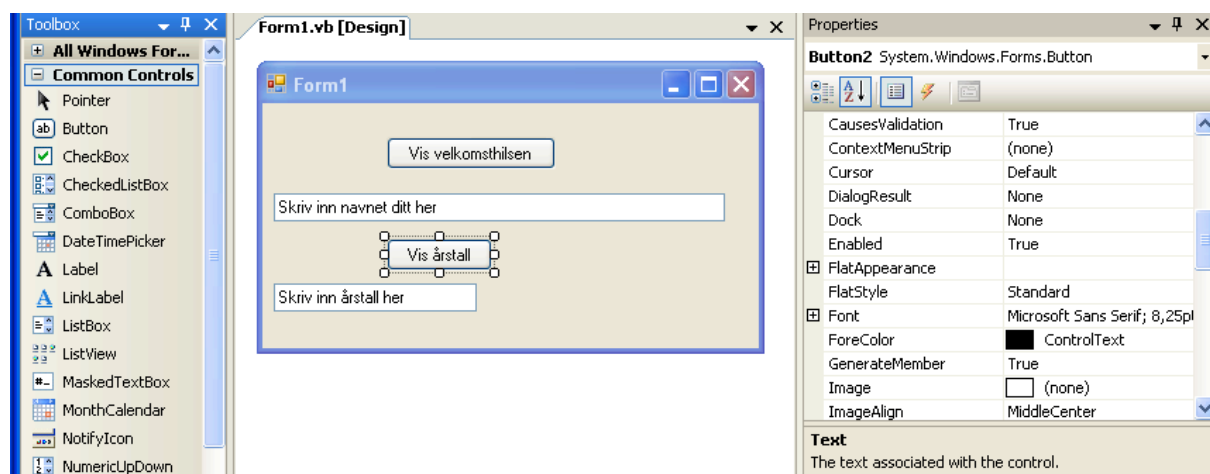 Toolbox
All Windows For...
Common Controls
Pointer
ab Button
CheckBox
CheckedListBox
ComboBox
DateTimePicker
A Label
A LinkLabel
ListBox
ListView
#_ MaskedTextBox
MonthCalendar
NotifyIcon
NumericUpDown
Form1.vb [Design]
Form1
Vis velkomsthilsen
Skriv inn navnet ditt her
Vis årstall
Skriv inn årstall her
Properties
Button2 System.Windows.Forms.Button
CausesValidation True
ContextMenuStrip (none)
Cursor Default
DialogResult None
Dock None
Enabled True
FlatAppearance
FlatStyle Standard
Font Microsoft Sans Serif; 8,25pt
ForeColor ControlText
GenerateMember True
Image (none)
ImageAlign MiddleCenter
Text
The text associated with the control.